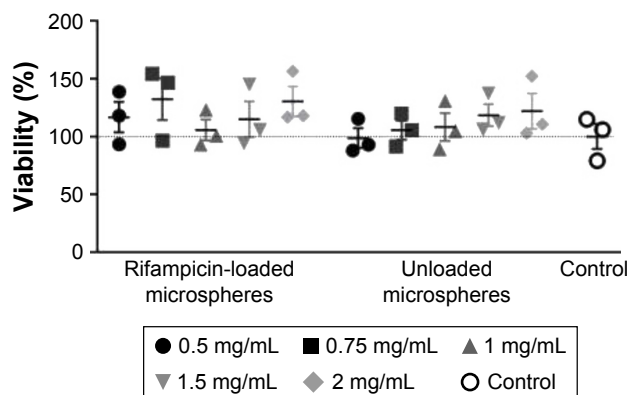 200
150
100
50
0
Viability (%)
Rifampicin-loaded
microspheres
Unloaded
microspheres
Control
0.5 mg/mL 0.75 mg/mL 1 mg/mL
1.5 mg/mL 2 mg/mL Control